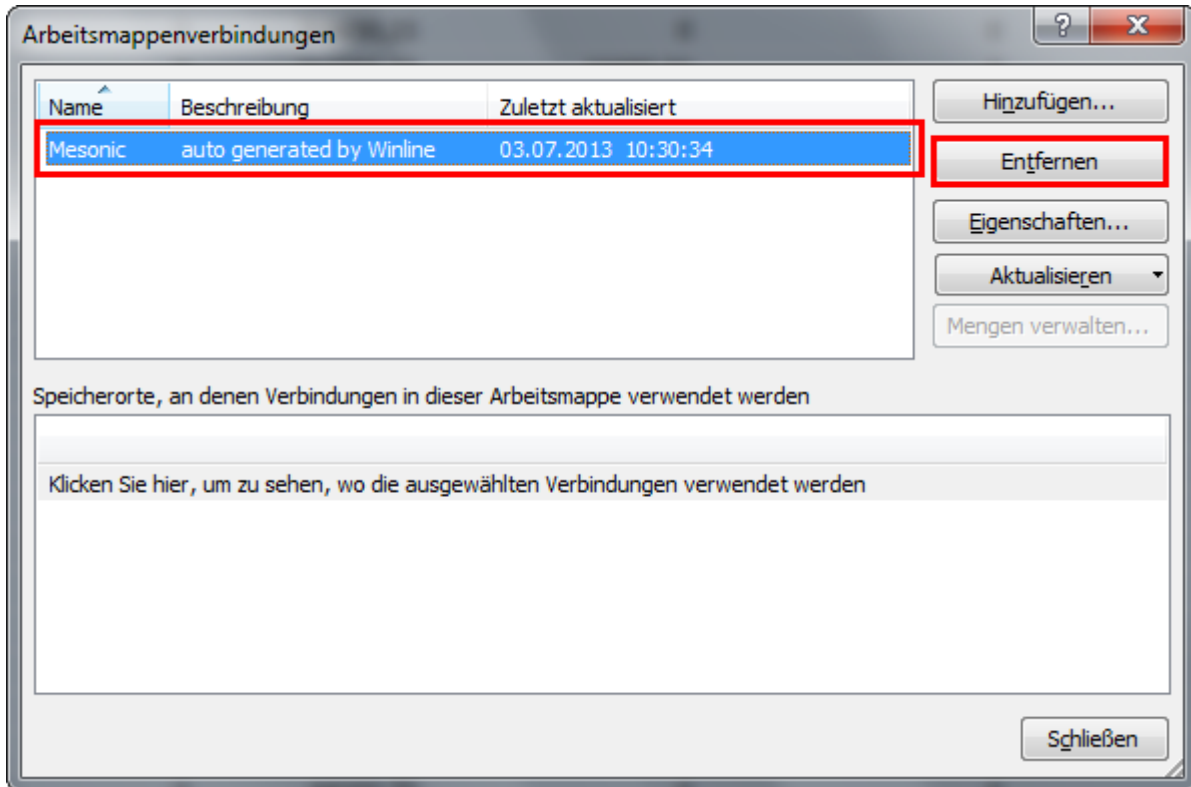 Arbeitsmappenverbindungen
Name Beschreibung Zuletzt aktualisiert
Mesonic auto generated by Winline 03.07.2013 10:30:34
Hinzufügen...
Entfernen
Eigenschaften...
Aktualisieren
Mengen verwalten...
Speicherorte, an denen Verbindungen in dieser Arbeitsmappe verwendet werden
Klicken Sie hier, um zu sehen, wo die ausgewählten Verbindungen verwendet werden
Schließen